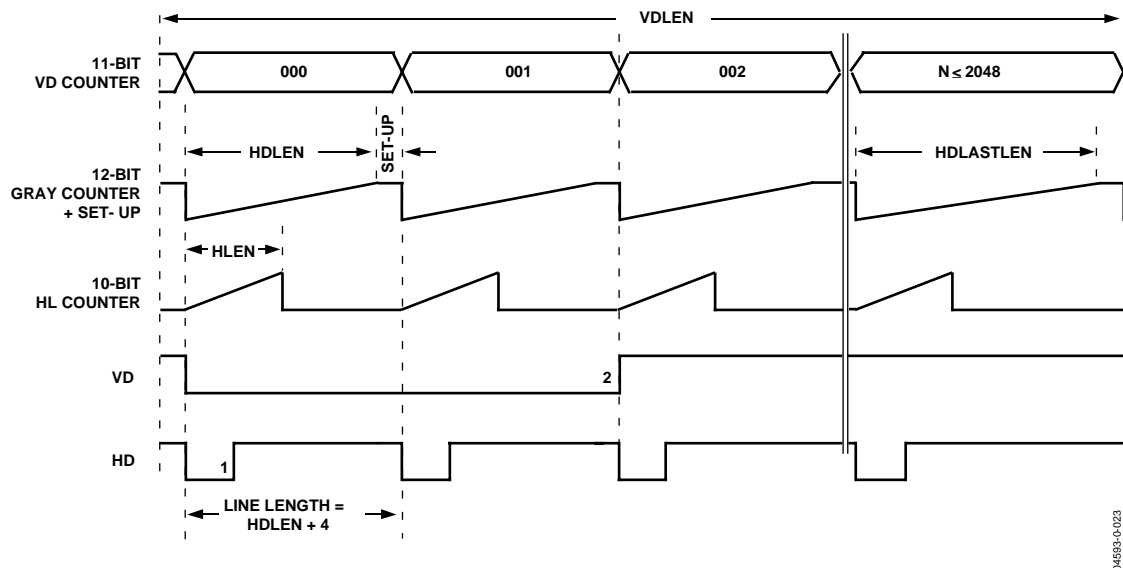 VDLEN
11-BIT
VD COUNTER
000
001
002
N ≤ 2048
HDLEN
SET-UP
HDLASTLEN
12-BIT
GRAY COUNTER
+ SET- UP
HLEN
10-BIT
HL COUNTER
VD
2
HD
1
LINE LENGTH =
HDLEN + 4
04593-0-023